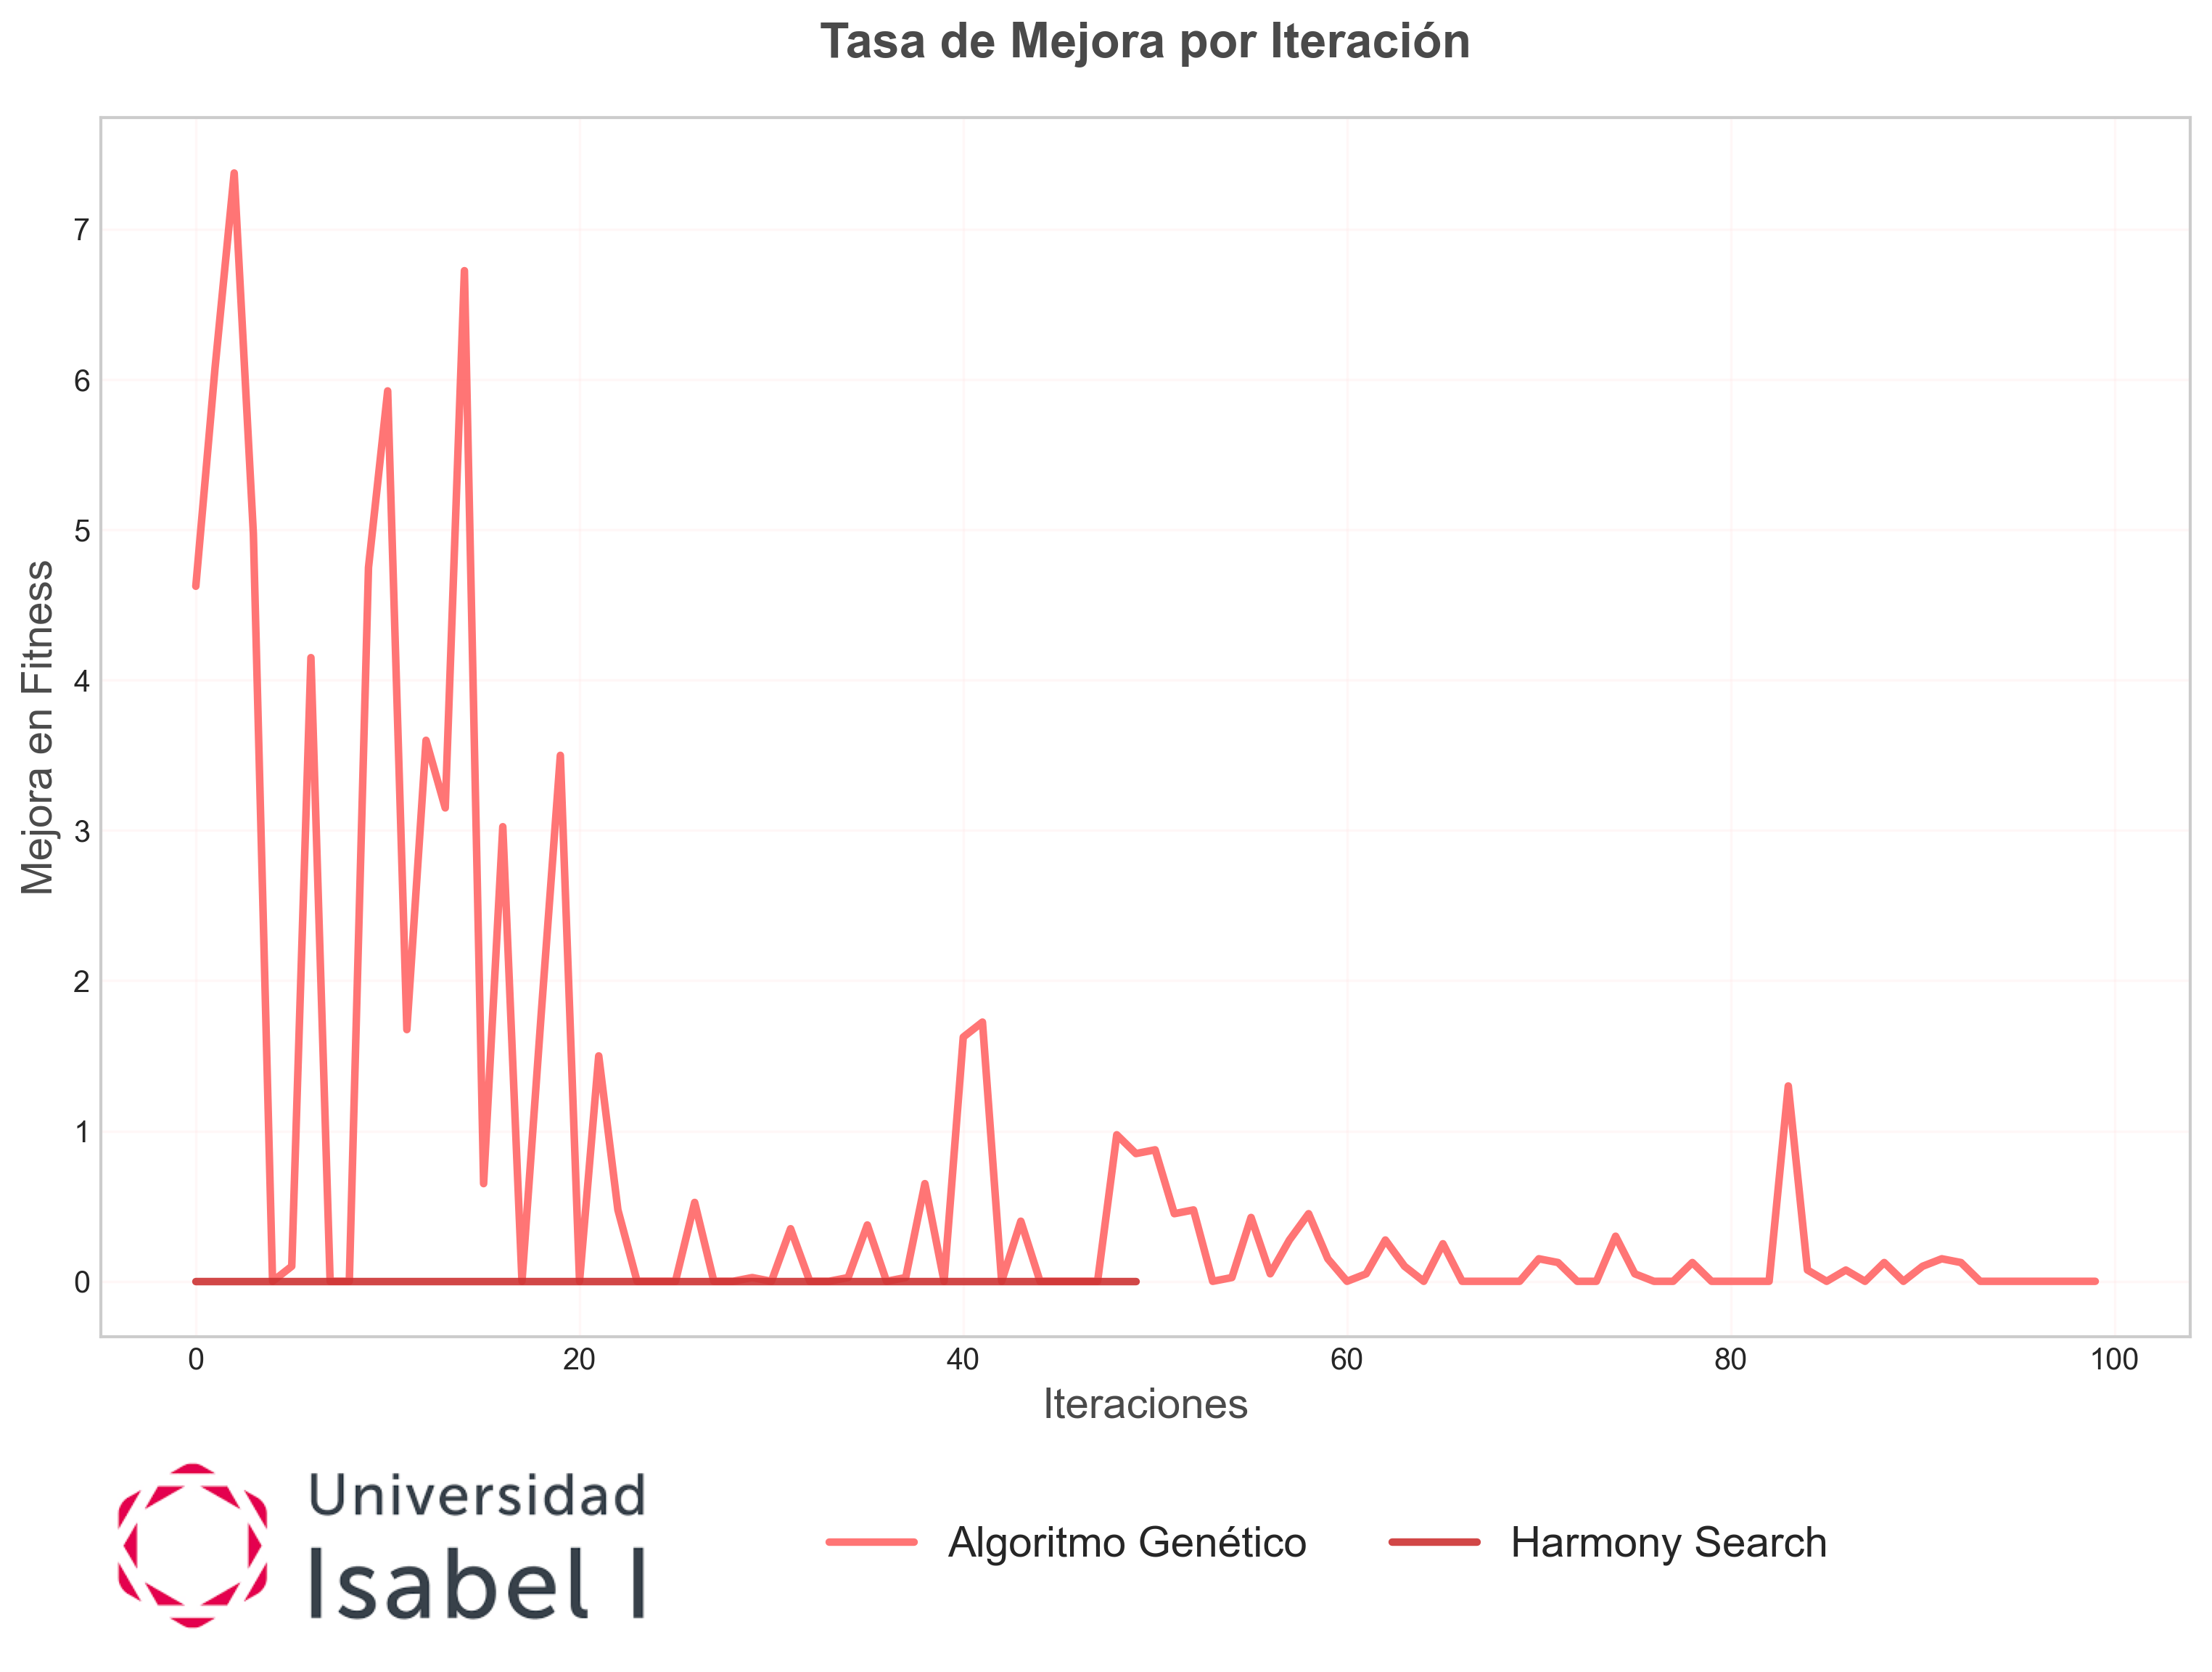 Tasa de Mejora por Iteración
Mejora en Fitness
7
6
5
4
3
2
1
0
0 20 40 60 80 100
Iteraciones
Universidad
Isabel I
Algoritmo Genético Harmony Search